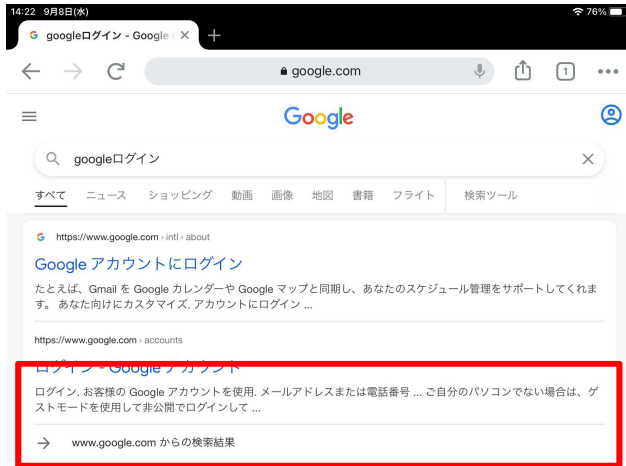 14:22 9月8日(水)
76%
googleログイン - Google
google.com
1
Google
googleログイン
すべて ニュース ショッピング 動画 画像 地図 書籍 フライト 検索ツール
https://www.google.com › intl › about
Google アカウントにログイン
たとえば、Gmail を Google カレンダーや Google マップと同期し、あなたのスケジュール管理をサポートしてくれま
す。 あなた向けにカスタマイズ. アカウントにログイン ...
https://www.google.com › accounts
ログイン - Google アカウント
ログイン. お客様の Google アカウントを使用. メールアドレスまたは電話番号 ... ご自分のパソコンでない場合は、ゲ
ストモードを使用して非公開でログインして ...
www.google.com からの検索結果